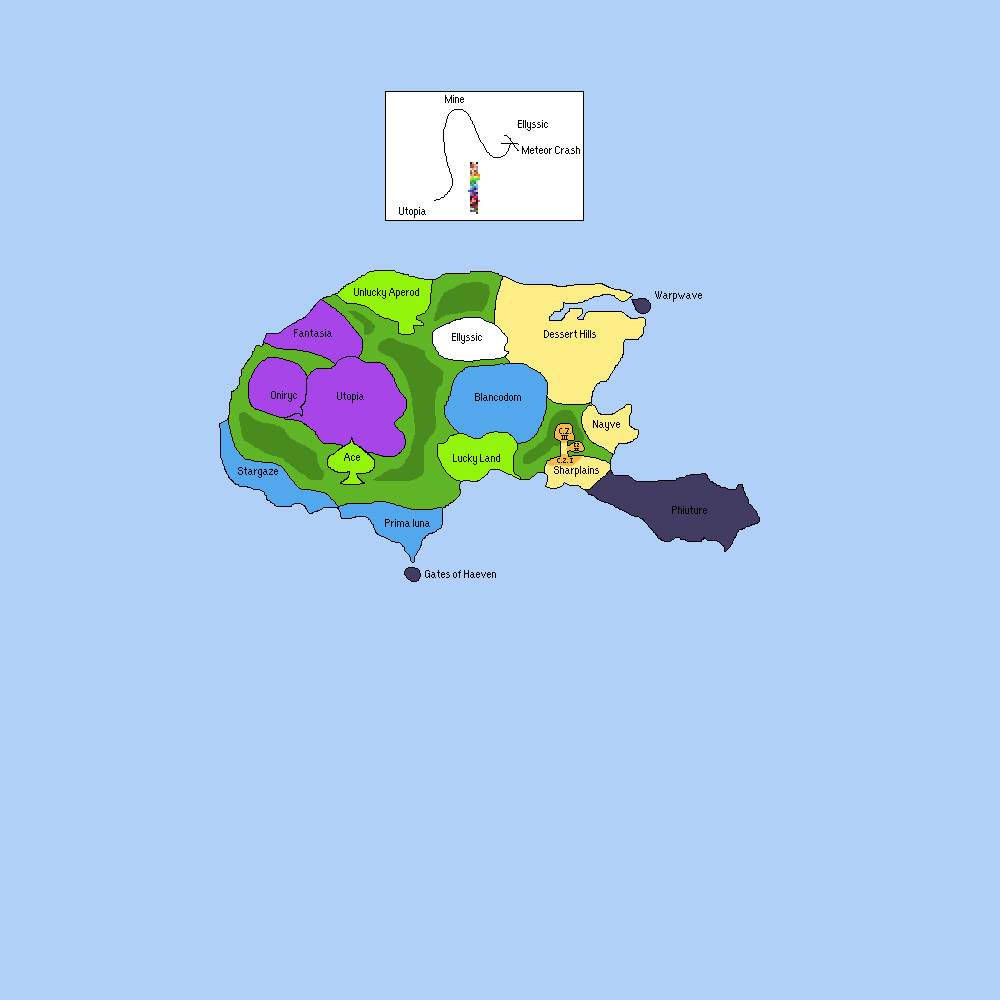 Mine
Ellyssic
Meteor Crash
Utopia
Unlucky Aperod
Warpwave
Fantasia
Ellyssic
Dessert Hills
Oniryc
Utopia
Blancodom
Nayve
C.Z.
III
C.Z.
II
Ace
Lucky Land
C.Z. I
Stargaze
Sharplains
Phiuture
Prima luna
Gates of Haeven